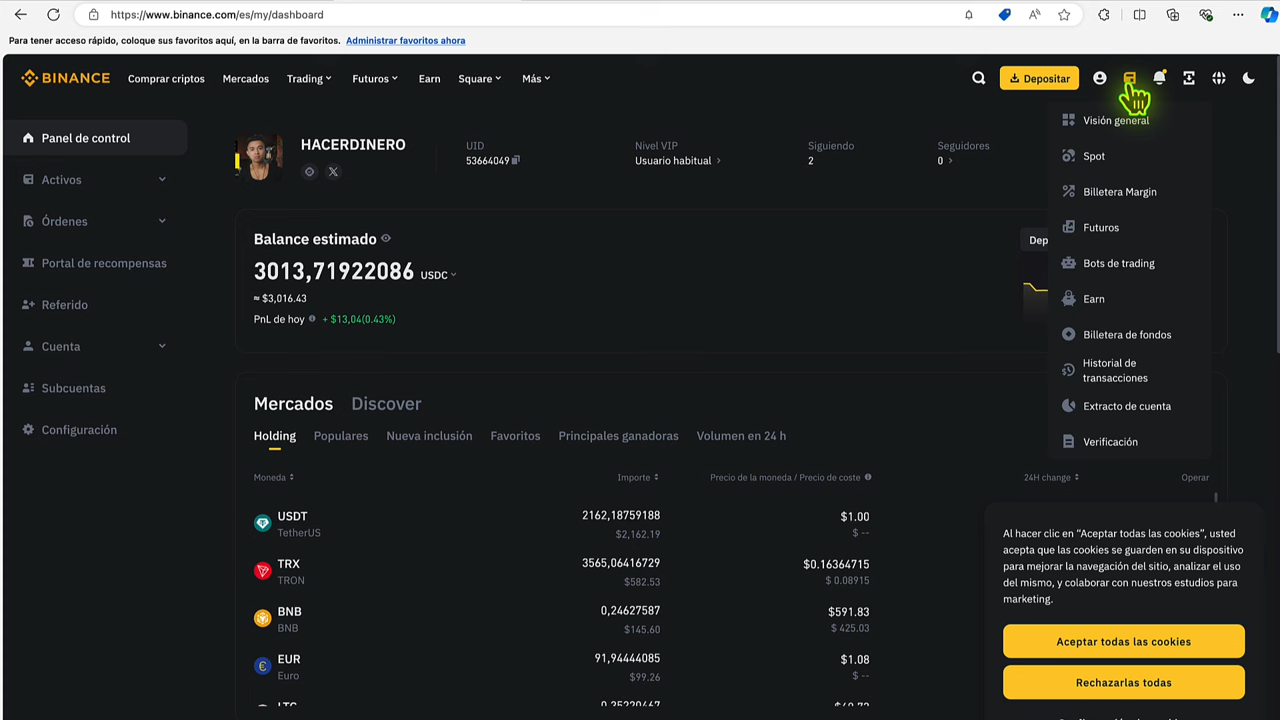 https://www.binance.com/es/my/dashboard
Para tener acceso rápido, coloque sus favoritos aquí, en la barra de favoritos. Administrar favoritos ahora
BINANCE Comprar criptos Mercados Trading Futuros Earn Square Más Depositar
Panel de control
Activos
Órdenes
Portal de recompensas
Referido
Cuenta
Subcuentas
Configuración
HACERDINERO
UID
53664049
Nivel VIP
Usuario habitual
Siguiendo
2
Seguidores
0
Balance estimado
3013,71922086 USDC
≈ $3,016.43
PnL de hoy + $13,04(0.43%)
Dep
Visión general
Spot
Billetera Margin
Futuros
Bots de trading
Earn
Billetera de fondos
Historial de
transacciones
Extracto de cuenta
Verificación
Mercados Discover
Holding Populares Nueva inclusión Favoritos Principales ganadoras Volumen en 24 h
Moneda Importe Precio de la moneda / Precio de coste 24H change Operar
USDT 2162,18759188 $1.00
TetherUS $2,162.19 $ --
TRX 3565,06416729 $0.16364715
TRON $582.53 $ 0.08915
BNB 0,24627587 $591.83
BNB $145.60 $ 425.03
EUR 91,94444085 $1.08
Euro $99.26 $ --
Al hacer clic en “Aceptar todas las cookies”, usted
acepta que las cookies se guarden en su dispositivo
para mejorar la navegación del sitio, analizar el uso
del mismo, y colaborar con nuestros estudios para
marketing.
Aceptar todas las cookies
Rechazarlas todas